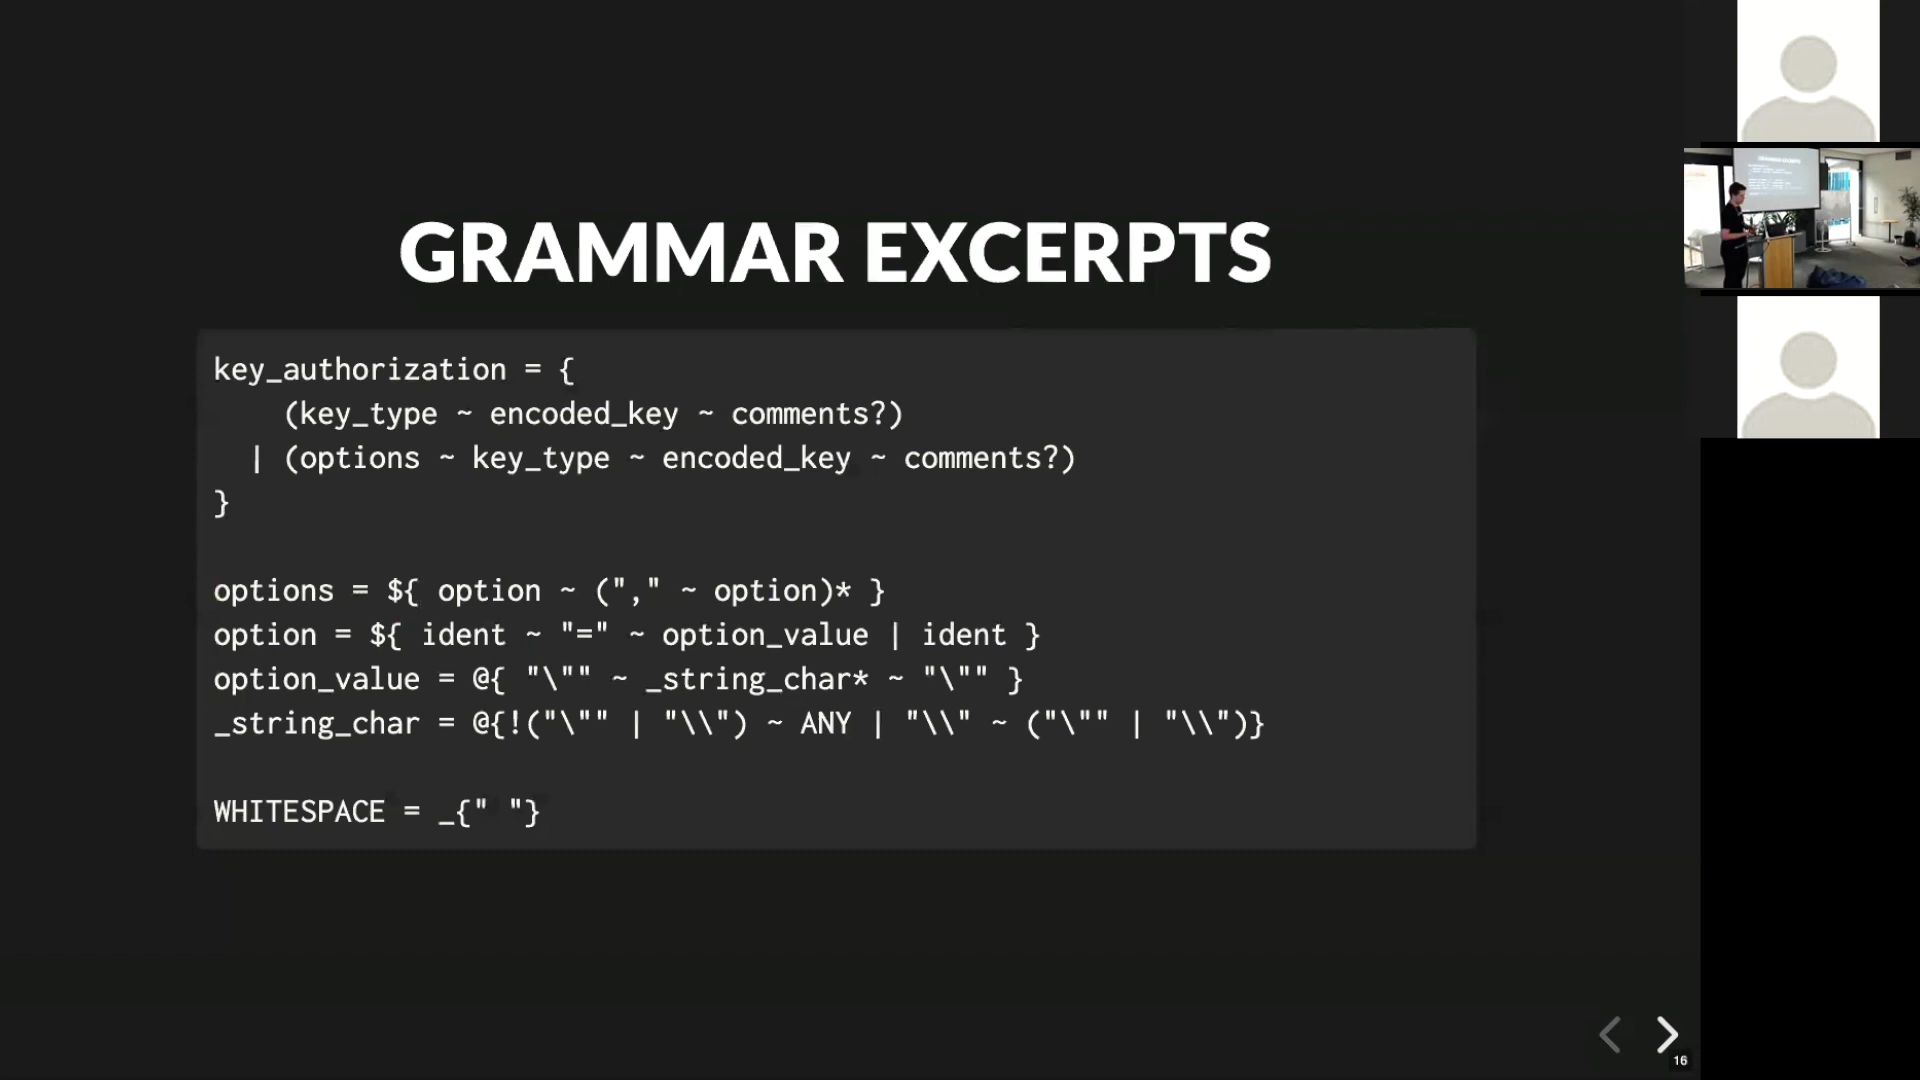 GRAMMAR EXCERPTS
key_authorization = {
    (key_type ~ encoded_key ~ comments?)
  | (options ~ key_type ~ encoded_key ~ comments?)
}
options = ${ option ~ ("," ~ option)* }
option = ${ ident ~ "=" ~ option_value | ident }
option_value = @{ "\"" ~ _string_char* ~ "\"" }
_string_char = @{!("\"" | "\\") ~ ANY | "\\" ~ ("\"" | "\\")}
WHITESPACE = _{" "}
16